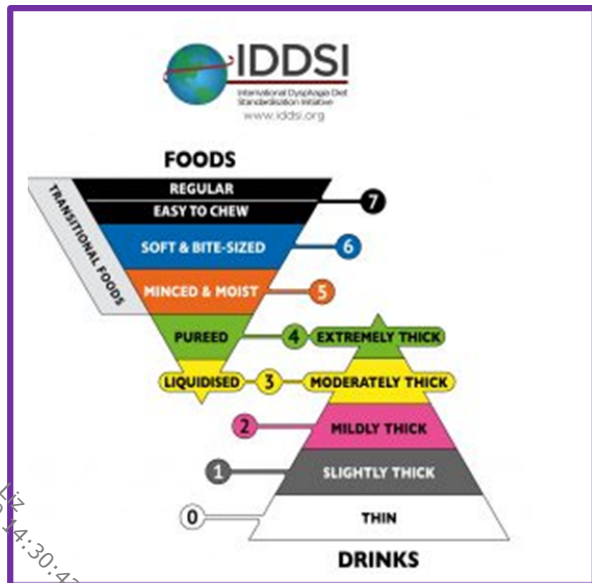 IDDSI
International Dysphagia Diet
Standardisation Initiative
www.iddsi.org
FOODS
TRANSITIONAL FOODS
REGULAR
EASY TO CHEW
7
SOFT & BITE-SIZED
6
MINCED & MOIST
5
PUREED
4
EXTREMELY THICK
LIQUIDISED
3
MODERATELY THICK
2
MILDLY THICK
1
SLIGHTLY THICK
0
THIN
DRINKS
Liz